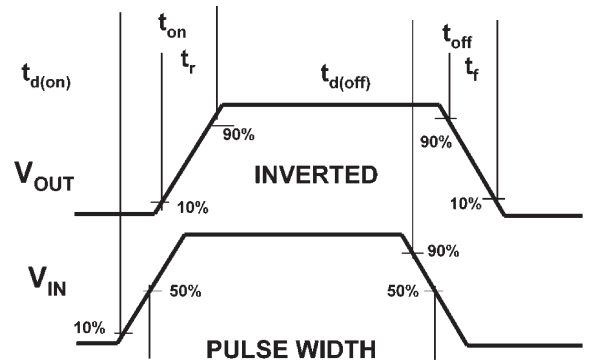 t_on
t_off
t_d(on) t_r t_d(off) t_f
90% 90%
V_OUT INVERTED
10% 10%
V_IN 90%
50% 50%
10%
PULSE WIDTH